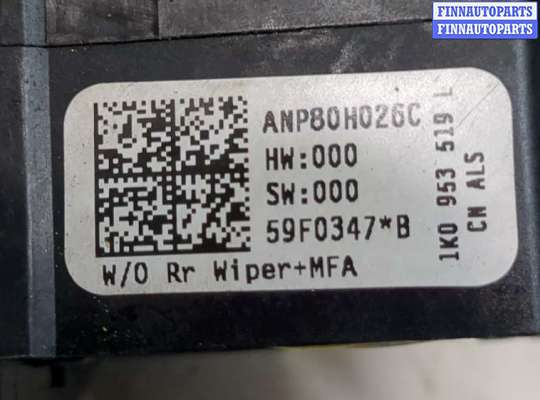 FINNAUTOPARTS
FINNAUTOPARTS
ANP80H026C
HW:000
SW:000
59F0347*B
W/O Rr Wiper+MFA
1K0 953 519 L
CN ALS